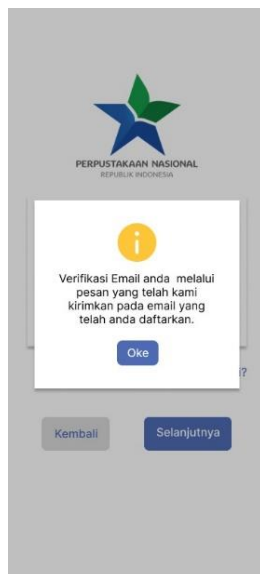 PERPUSTAKAAN NASIONAL
REPUBLIK INDONESIA
Verifikasi Email anda melalui
pesan yang telah kami
kirimkan pada email yang
telah anda daftarkan.
Oke
Kembali
Selanjutnya